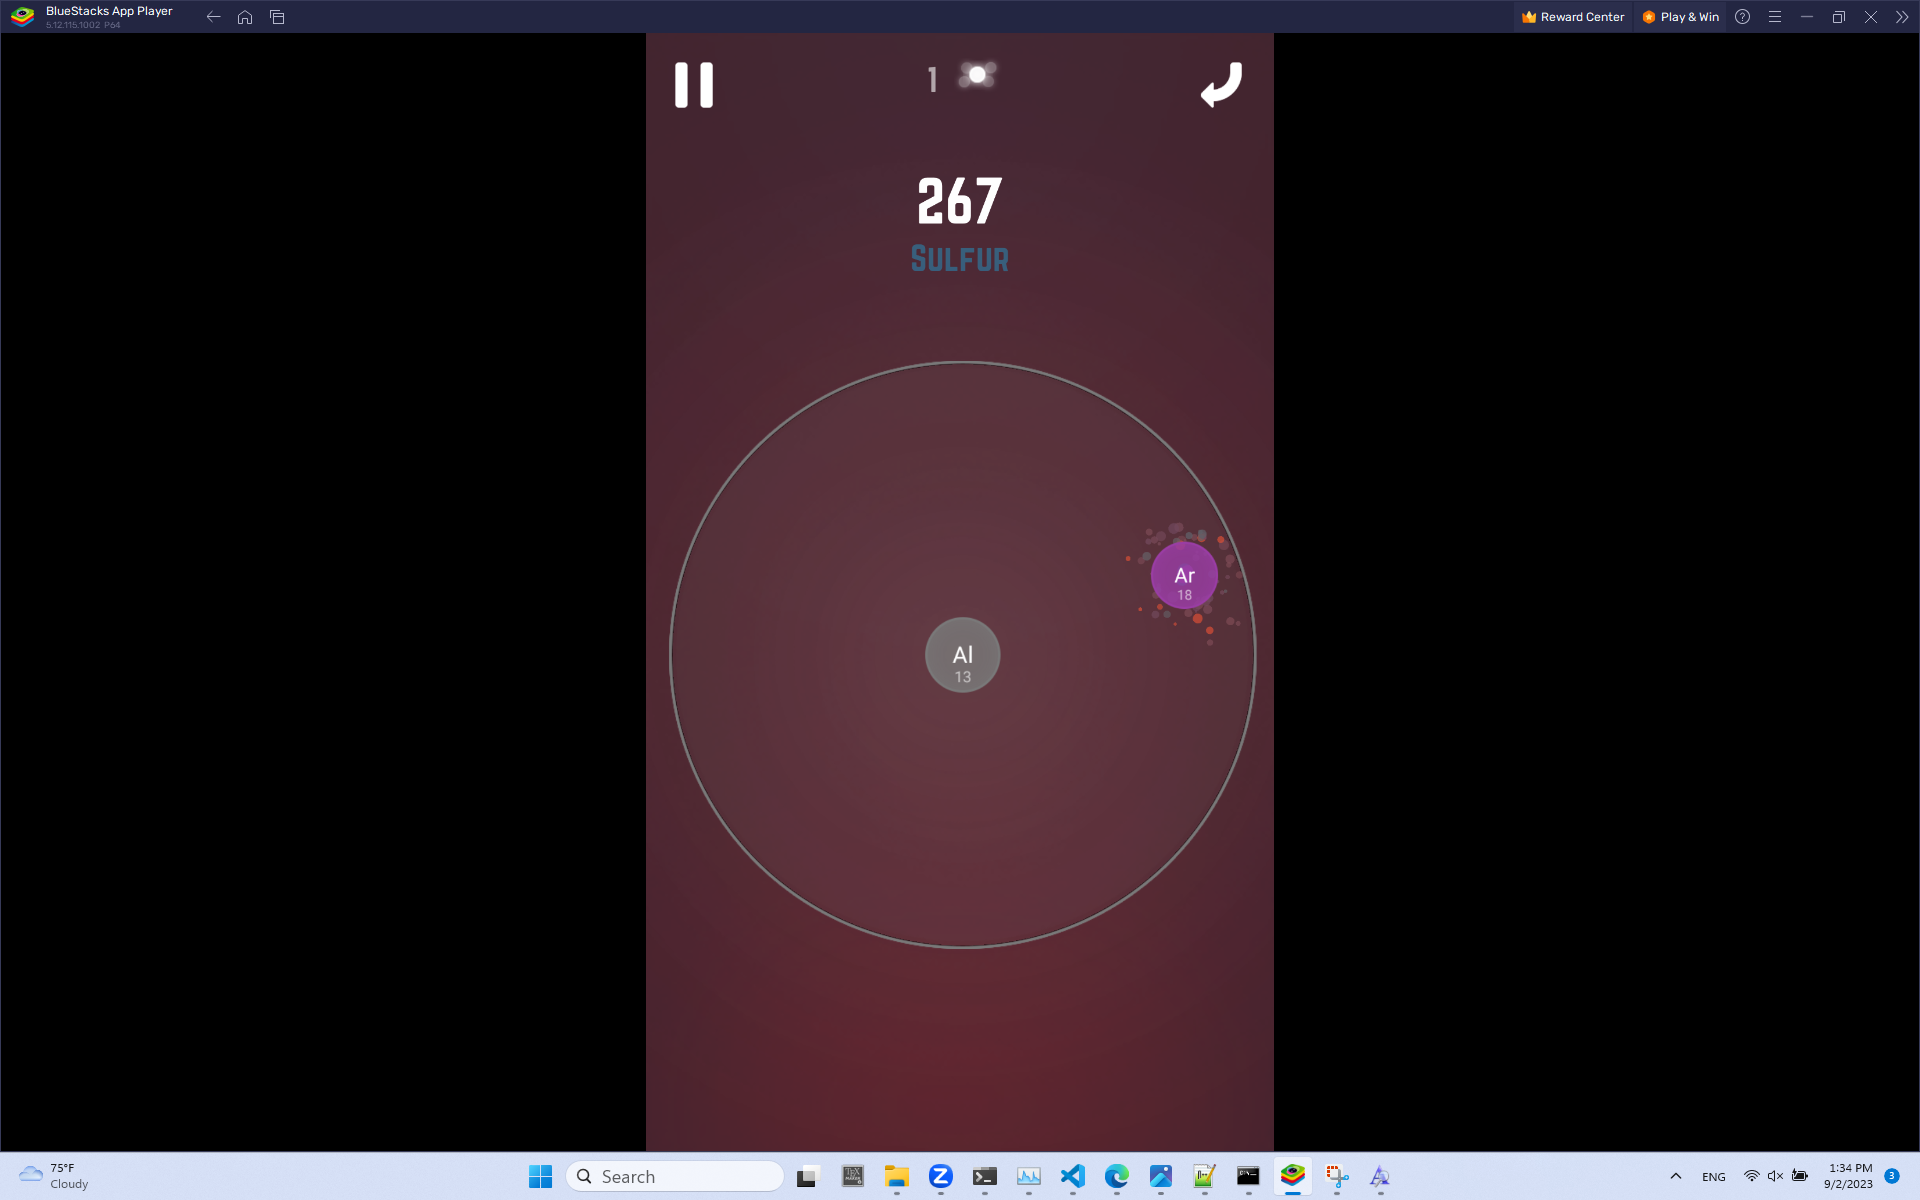 BlueStacks App Player
5.12.115.1002 P64
Reward Center
Play & Win
1
267
SULFUR
Ar
18
Al
13
75°F
Cloudy
Search
ENG
1:34 PM
9/2/2023
3